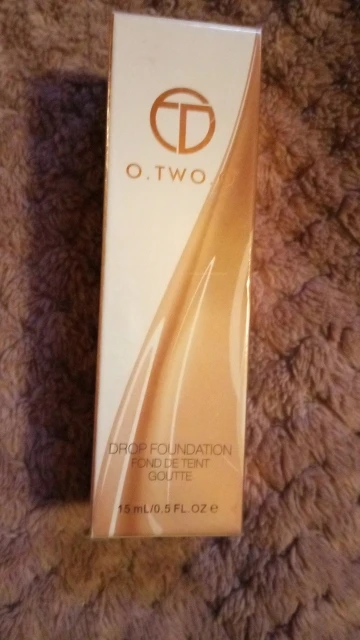 O.TWO.O
DROP FOUNDATION
FOND DE TEINT
GOUTTE
15 mL/0.5 FL.OZ e